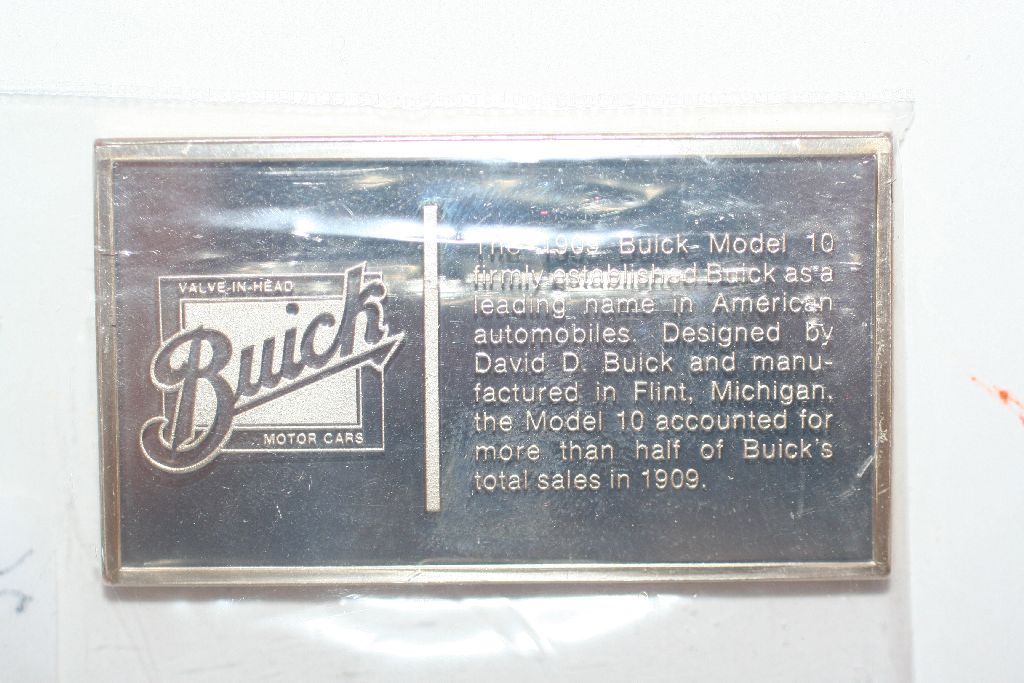 VALVE-IN-HEAD
Buick
MOTOR CARS
The 1909 Buick Model 10
firmly established Buick as a
leading name in American
automobiles. Designed by
David D. Buick and manu-
factured in Flint, Michigan,
the Model 10 accounted for
more than half of Buick's
total sales in 1909.